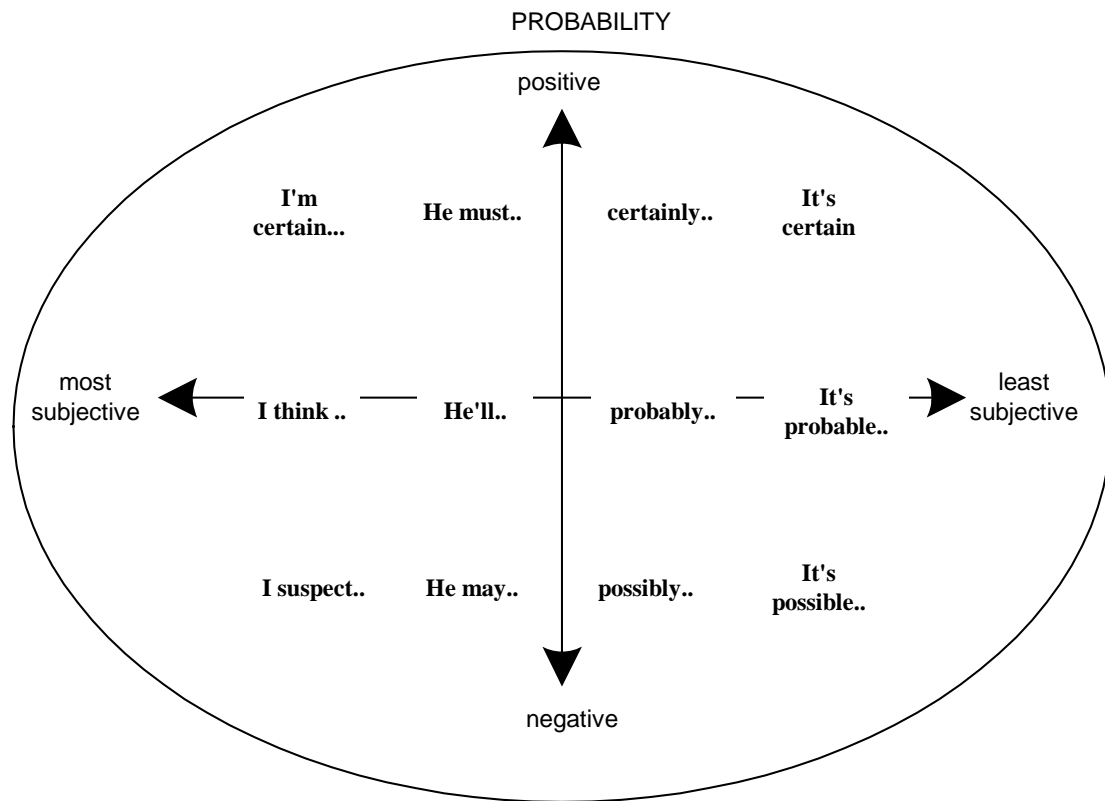 PROBABILITY
positive
I'm
certain...
He must..
certainly..
It's
certain
most
subjective
I think ..
He'll..
probably..
It's
probable..
least
subjective
I suspect..
He may..
possibly..
It's
possible..
negative